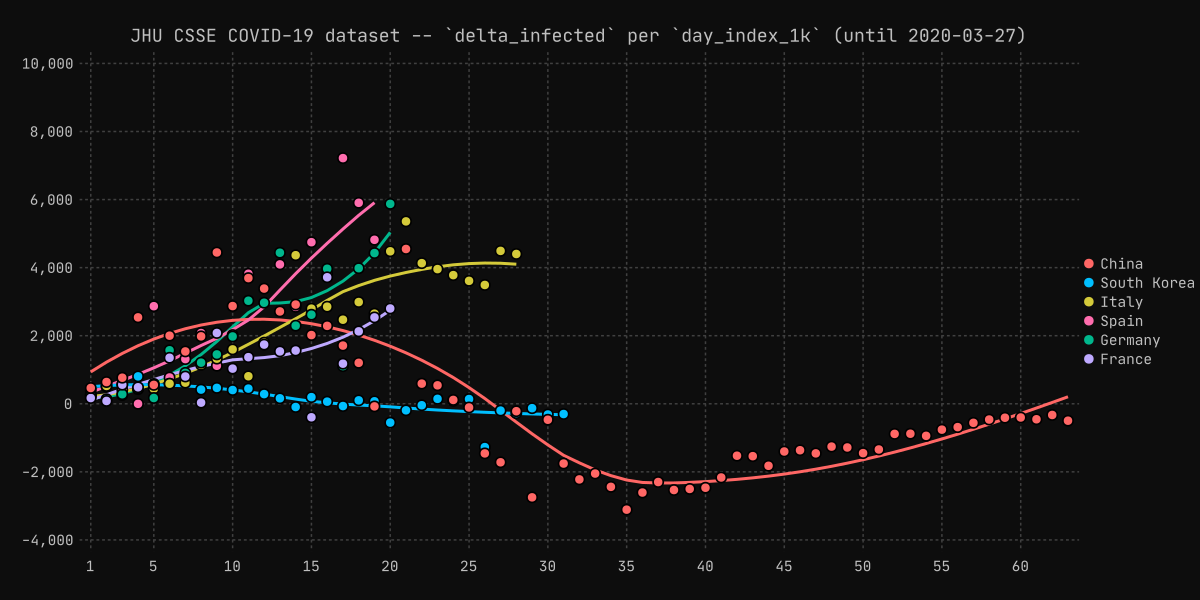 JHU CSSE COVID-19 dataset -- `delta_infected` per `day_index_1k` (until 2020-03-27)
10,000
8,000
6,000
4,000
2,000
0
-2,000
-4,000
1 5 10 15 20 25 30 35 40 45 50 55 60
China
South Korea
Italy
Spain
Germany
France